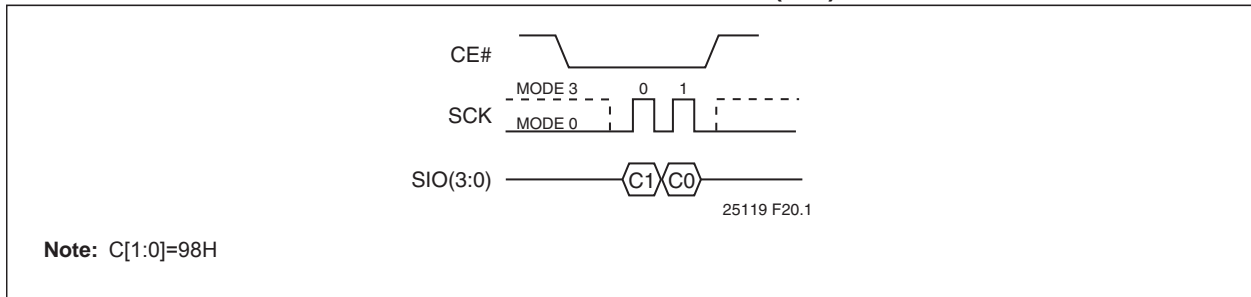 CE#
MODE 3 0 1
SCK
MODE 0
SIO(3:0) C1 C0
25119 F20.1
Note: C[1:0]=98H